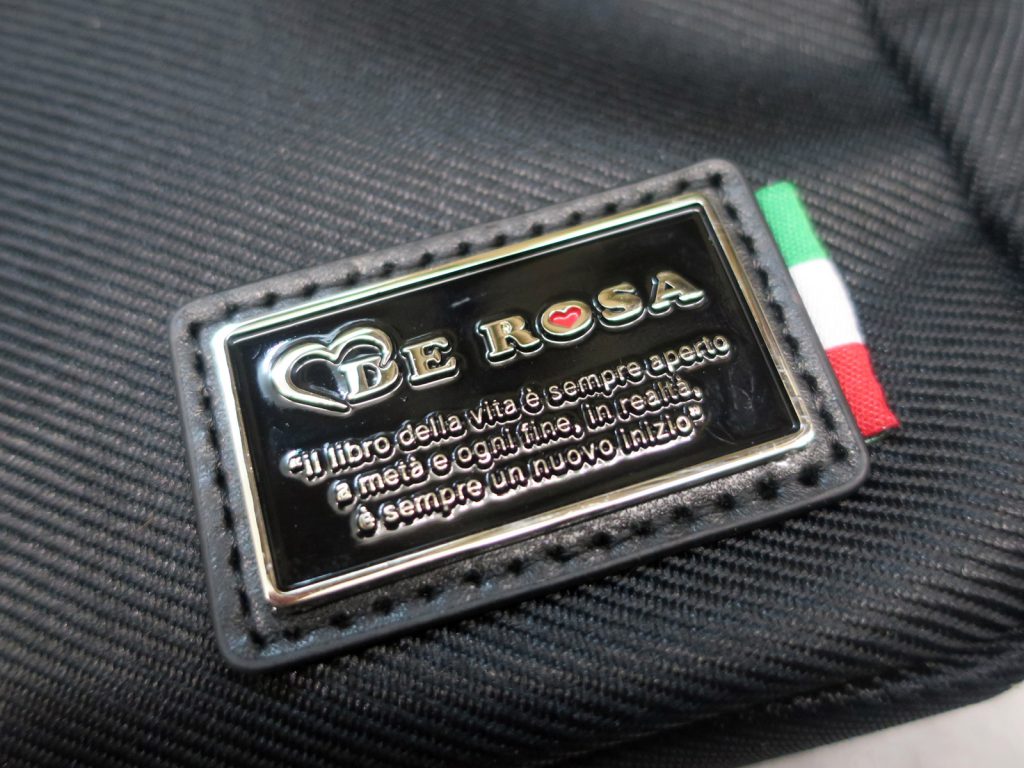 DE ROSA
"il libro della vita è sempre aperto
a metà e ogni fine, in realtà,
è sempre un nuovo inizio"